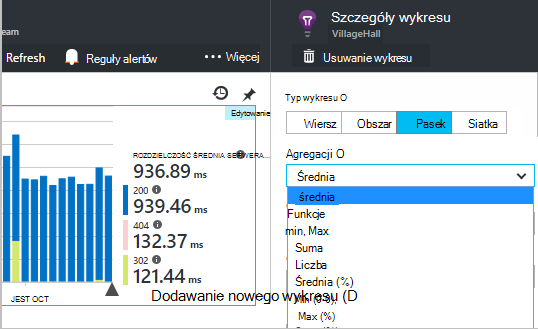 eam
Refresh
Reguły alertów
Więcej
Edytowanie
ROZDZIELCZOŚĆ ŚREDNIA SERWERA...
936.89 ms
200
939.46 ms
404
132.37 ms
302
121.44 ms
JEST OCT
Dodawanie nowego wykresu (D
Szczegóły wykresu
VillageHall
Usuwanie wykresu
Typ wykresu O
Wiersz
Obszar
Pasek
Siatka
Agregacji O
Średnia
średnia
Funkcje
min, Max
Suma
Liczba
Średnia (%)
Min (0-0),
Max (%)